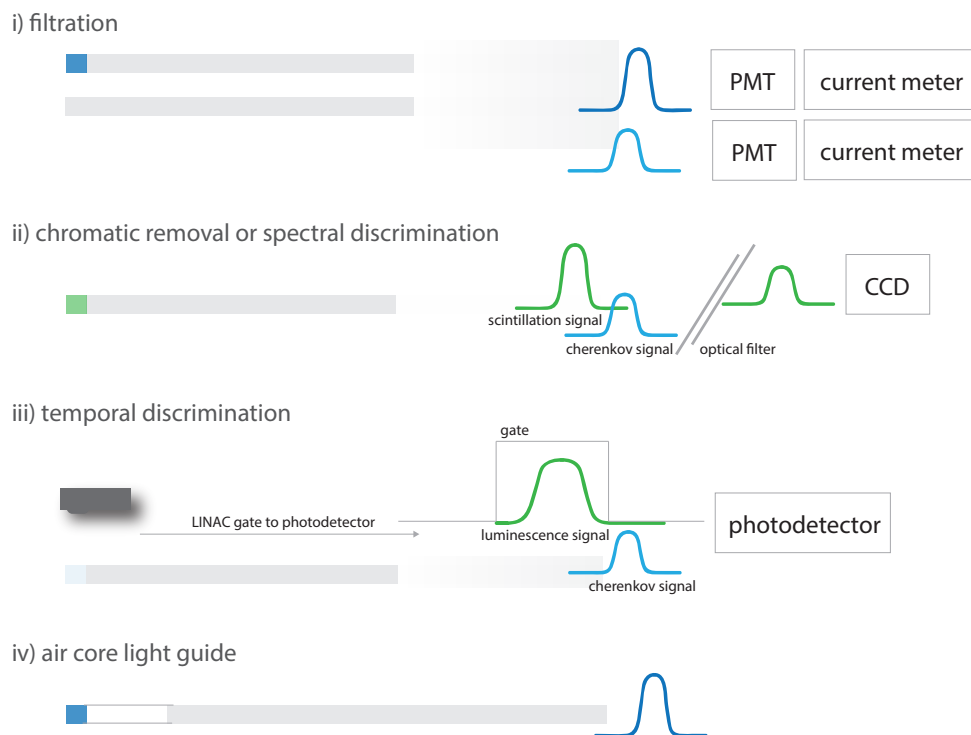 i) filtration
PMT
current meter
PMT
current meter
ii) chromatic removal or spectral discrimination
CCD
scintillation signal
cherenkov signal
optical filter
iii) temporal discrimination
gate
LINAC gate to photodetector
luminescence signal
photodetector
cherenkov signal
iv) air core light guide